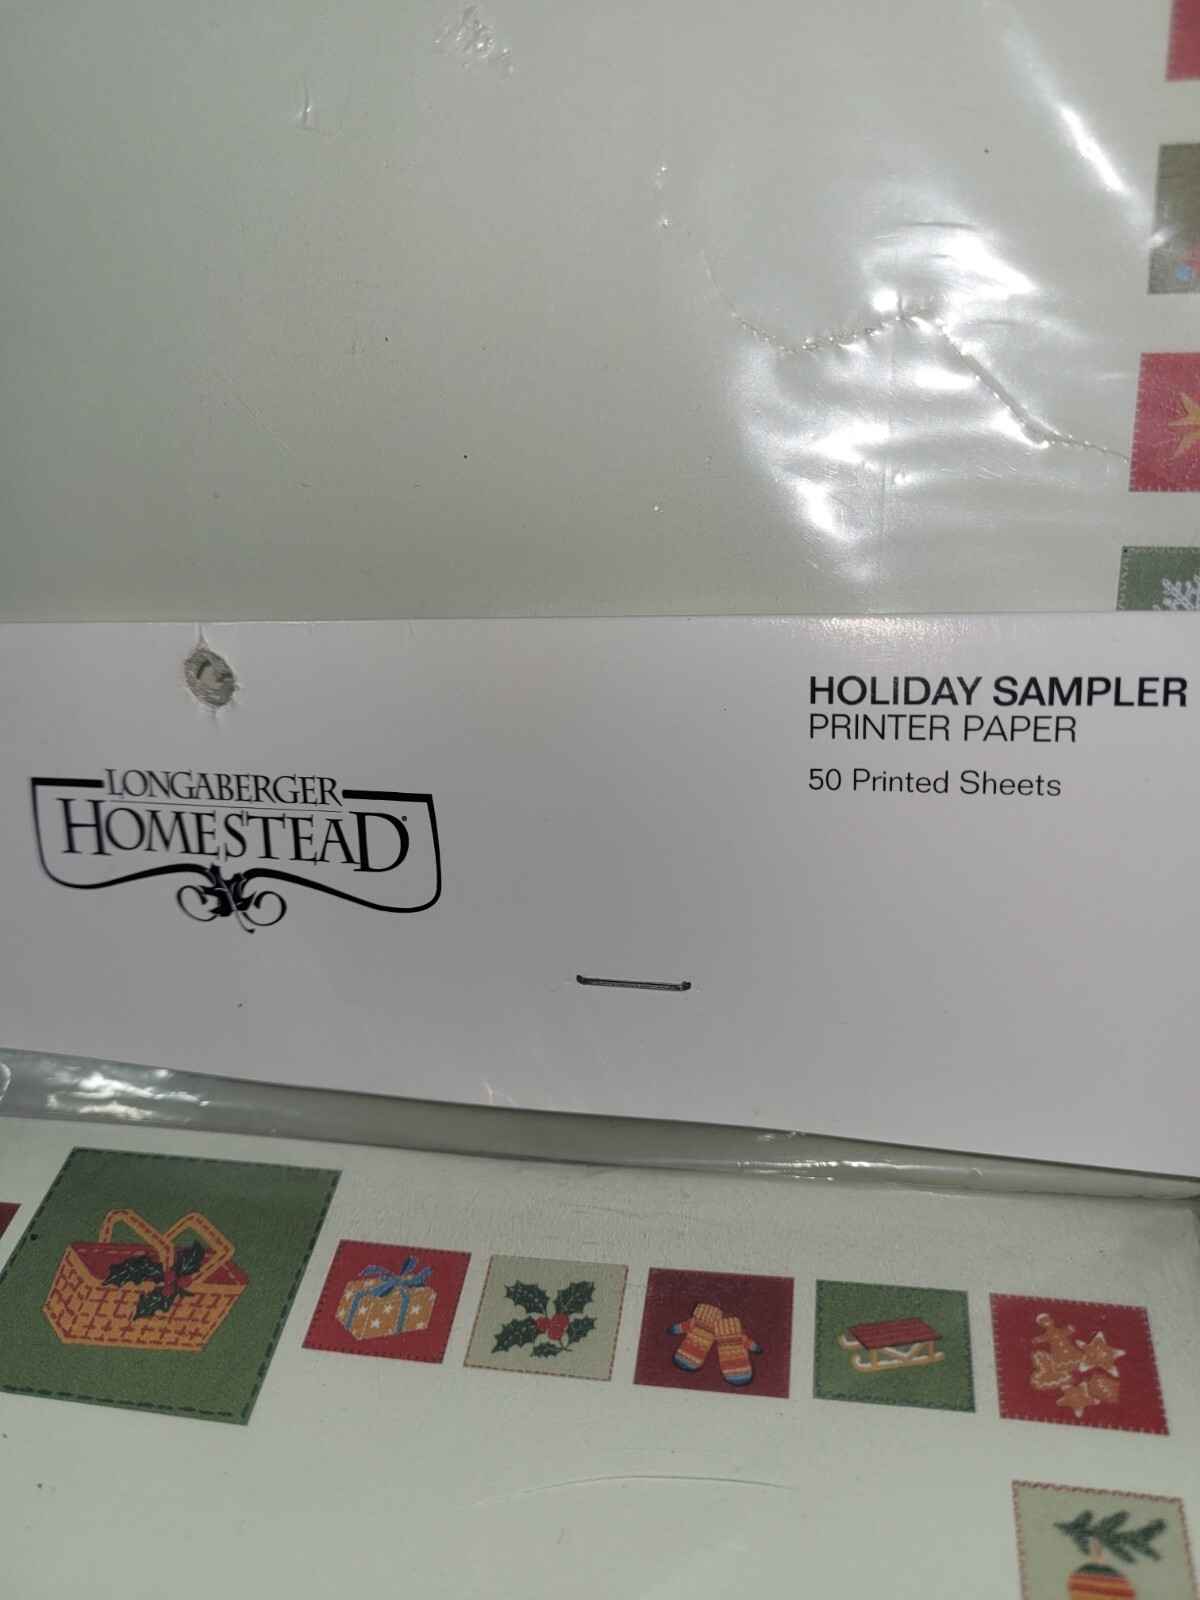 HOLIDAY SAMPLER
PRINTER PAPER
50 Printed Sheets
LONGABERGER
HOMESTEAD®